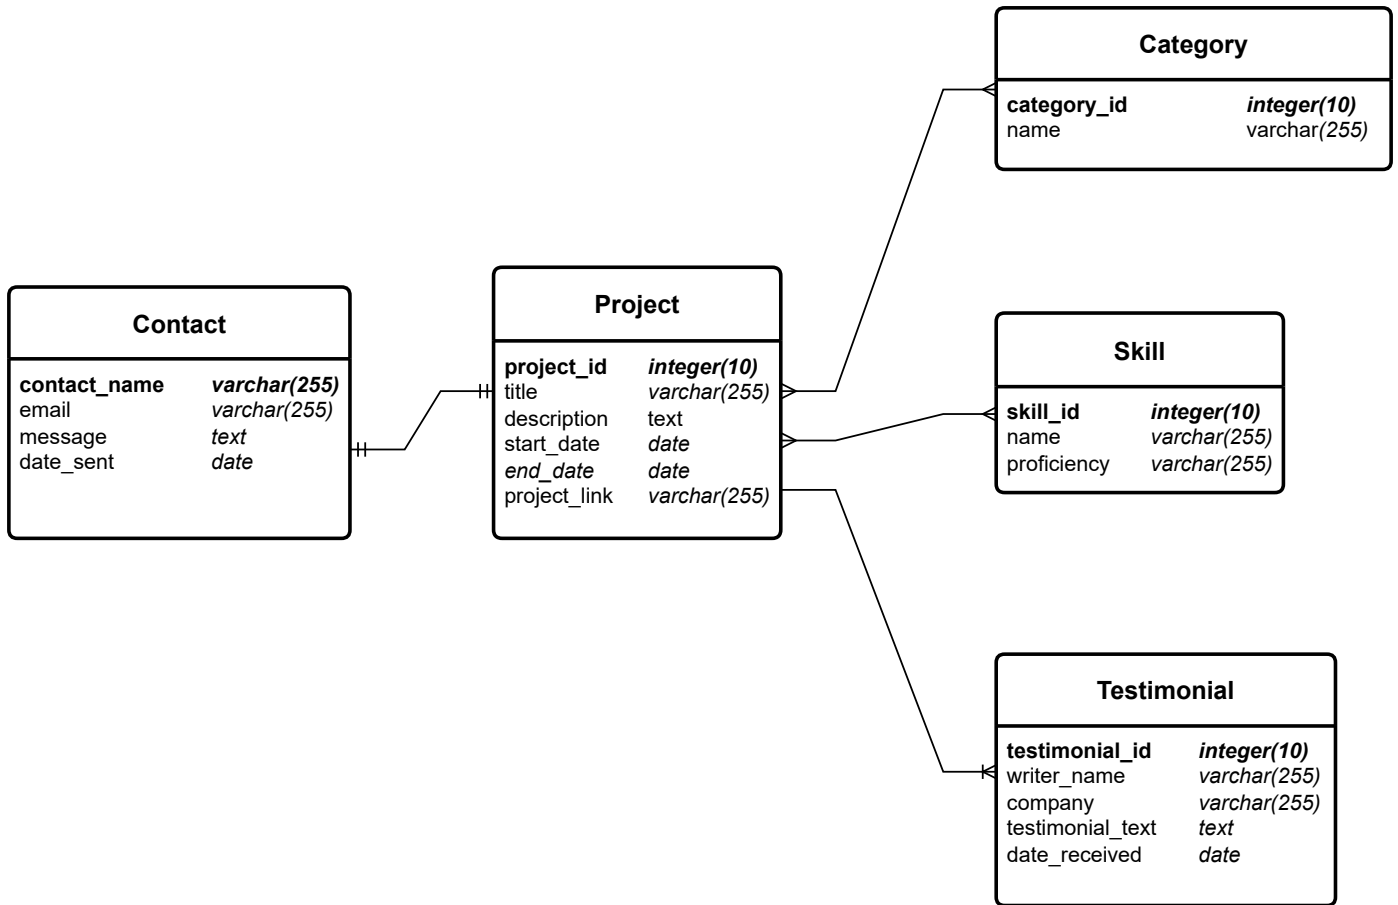 Category
category_id integer(10)
name varchar(255)
Contact
contact_name varchar(255)
email varchar(255)
message text
date_sent date
Project
project_id integer(10)
title varchar(255)
description text
start_date date
end_date date
project_link varchar(255)
Skill
skill_id integer(10)
name varchar(255)
proficiency varchar(255)
Testimonial
testimonial_id integer(10)
writer_name varchar(255)
company varchar(255)
testimonial_text text
date_received date